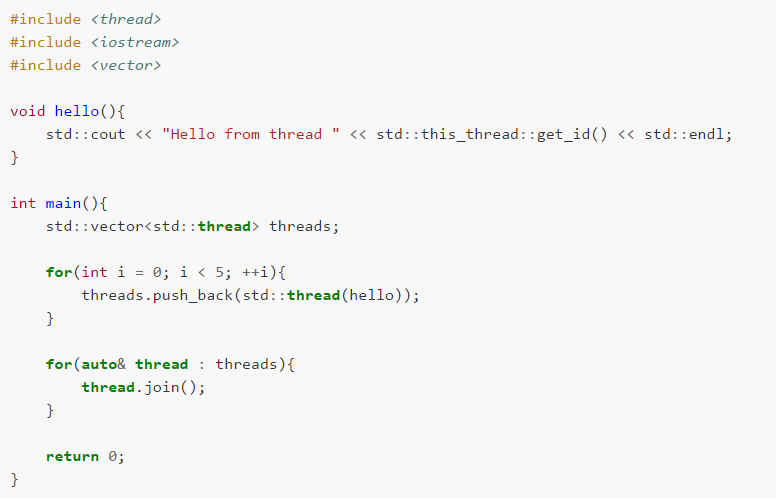 #include <thread>
#include <iostream>
#include <vector>
void hello(){
    std::cout << "Hello from thread " << std::this_thread::get_id() << std::endl;
}
int main(){
    std::vector<std::thread> threads;
    for(int i = 0; i < 5; ++i){
        threads.push_back(std::thread(hello));
    }
    for(auto& thread : threads){
        thread.join();
    }
    return 0;
}